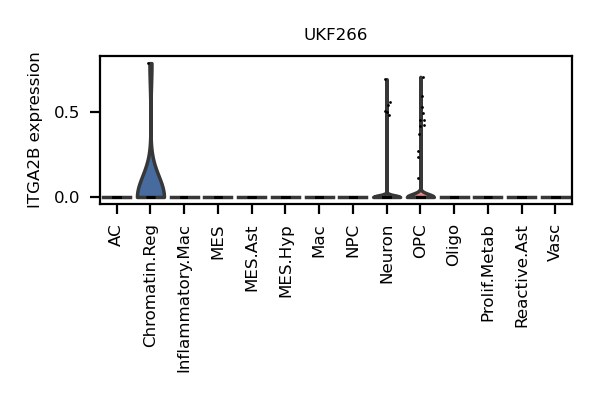 UKF266
ITGA2B expression
0.5
0.0
AC
Chromatin.Reg
Inflammatory.Mac
MES
MES.Ast
MES.Hyp
Mac
NPC
Neuron
OPC
Oligo
Prolif.Metab
Reactive.Ast
Vasc